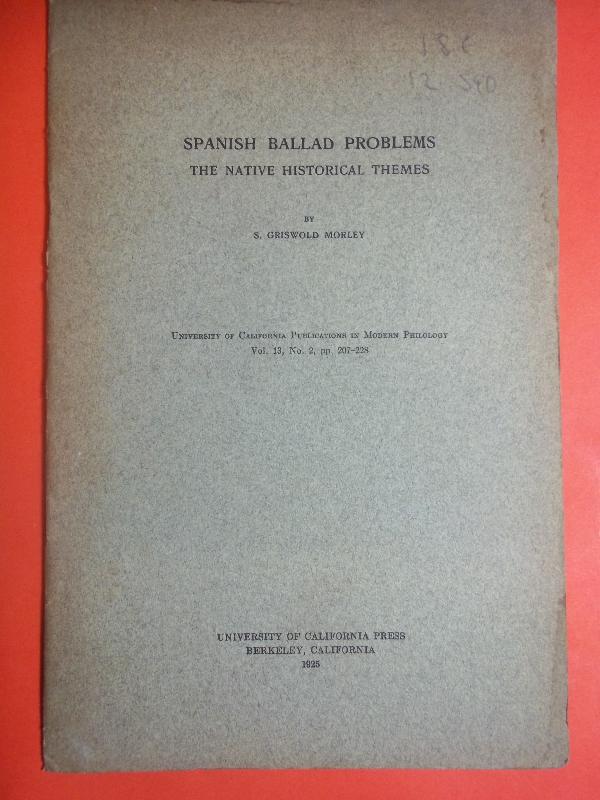 SPANISH BALLAD PROBLEMS
THE NATIVE HISTORICAL THEMES
BY
S. GRISWOLD MORLEY
UNIVERSITY OF CALIFORNIA PUBLICATIONS IN MODERN PHILOLOGY
Vol. 13, No. 2, pp. 207-228
UNIVERSITY OF CALIFORNIA PRESS
BERKELEY, CALIFORNIA
1925